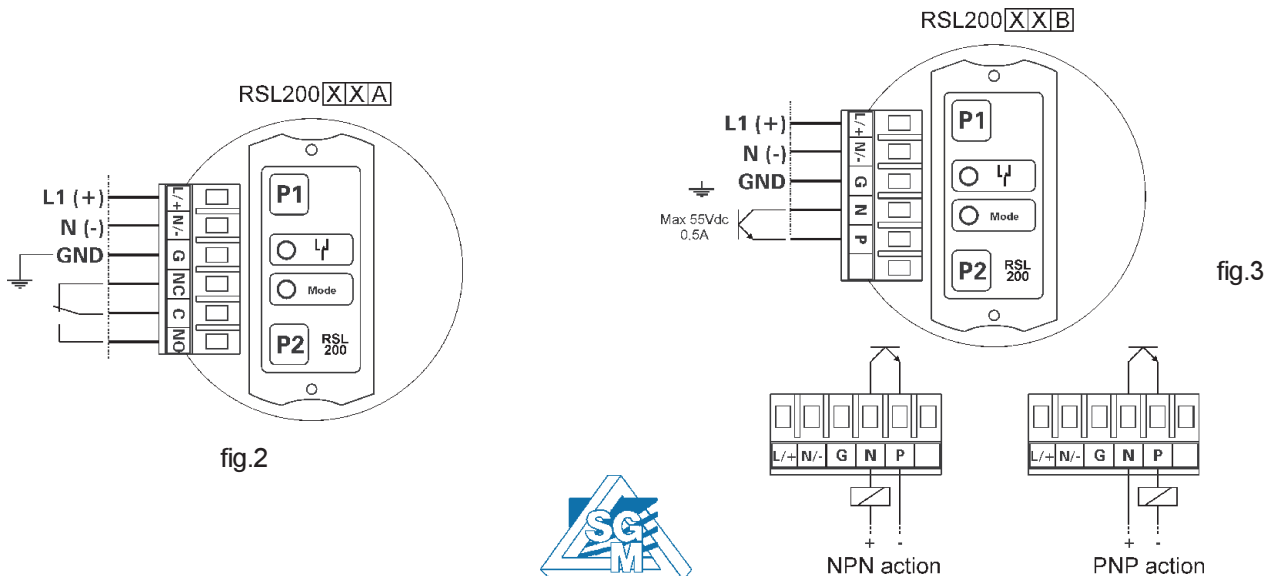 RSL200XXA
L1 (+)
N (-)
GND
L/+
N/-
G
NC
C
NO
P1
Mode
P2
RSL
200
fig.2
RSL200XXB
L1 (+)
N (-)
GND
Max 55Vdc
0.5A
L/+
N/-
G
N
P
P1
Mode
P2
RSL
200
fig.3
L/+ N/- G N P
+ -
NPN action
L/+ N/- G N P
+ -
PNP action
SG
M